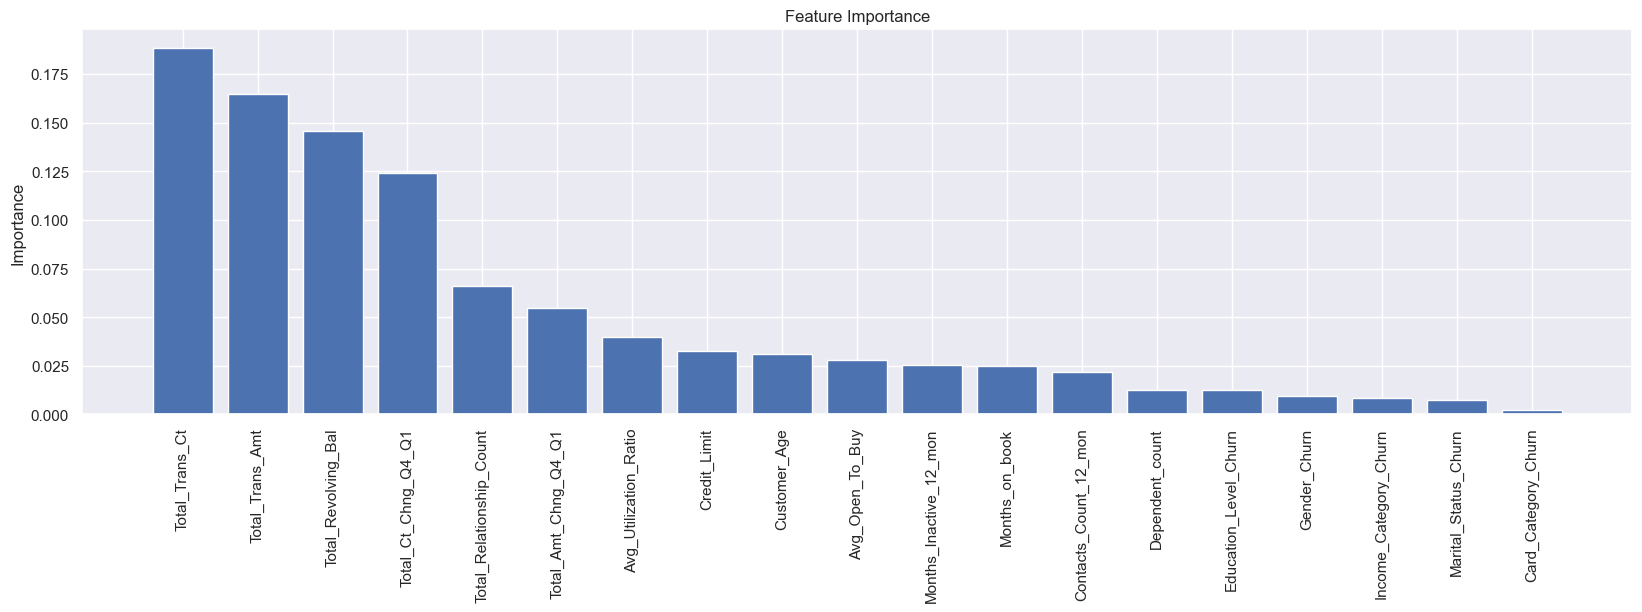 Feature Importance
Importance
0.175
0.150
0.125
0.100
0.075
0.050
0.025
0.000
Total_Trans_Ct
Total_Trans_Amt
Total_Revolving_Bal
Total_Ct_Chng_Q4_Q1
Total_Relationship_Count
Total_Amt_Chng_Q4_Q1
Avg_Utilization_Ratio
Credit_Limit
Customer_Age
Avg_Open_To_Buy
Months_Inactive_12_mon
Months_on_book
Contacts_Count_12_mon
Dependent_count
Education_Level_Churn
Gender_Churn
Income_Category_Churn
Marital_Status_Churn
Card_Category_Churn